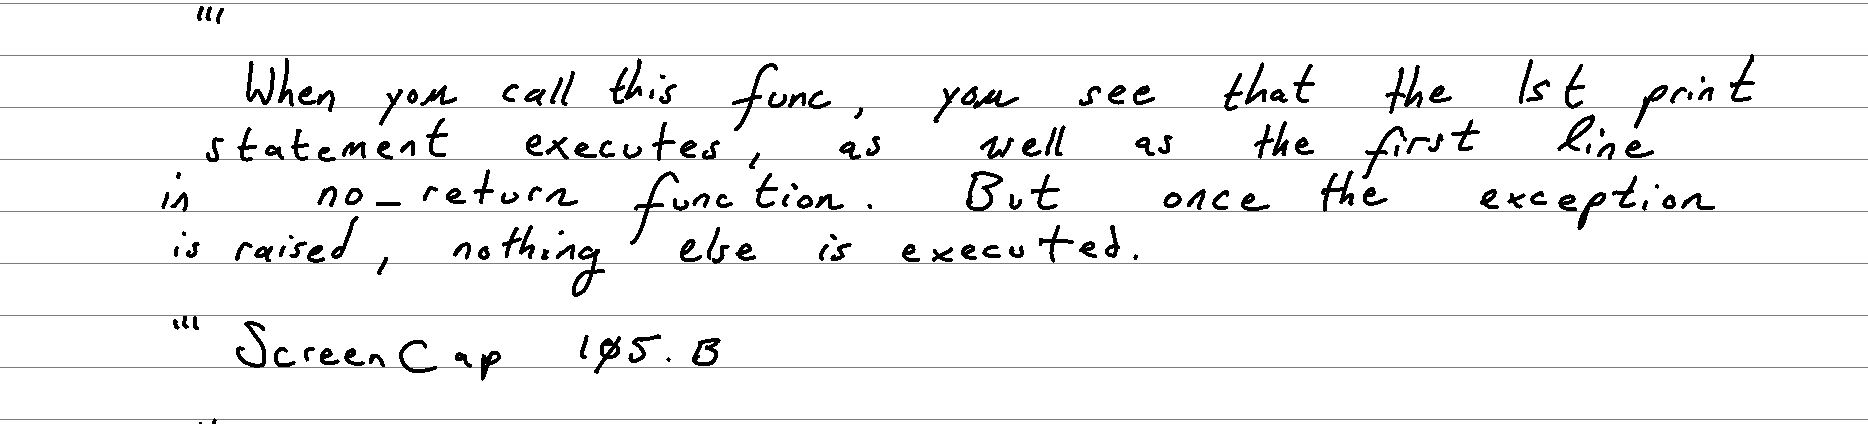 '''
When you call this func, you see that the 1st print
statement executes, as well as the first line
in no_return function. But once the exception
is raised, nothing else is executed.
''' ScreenCap 105.B